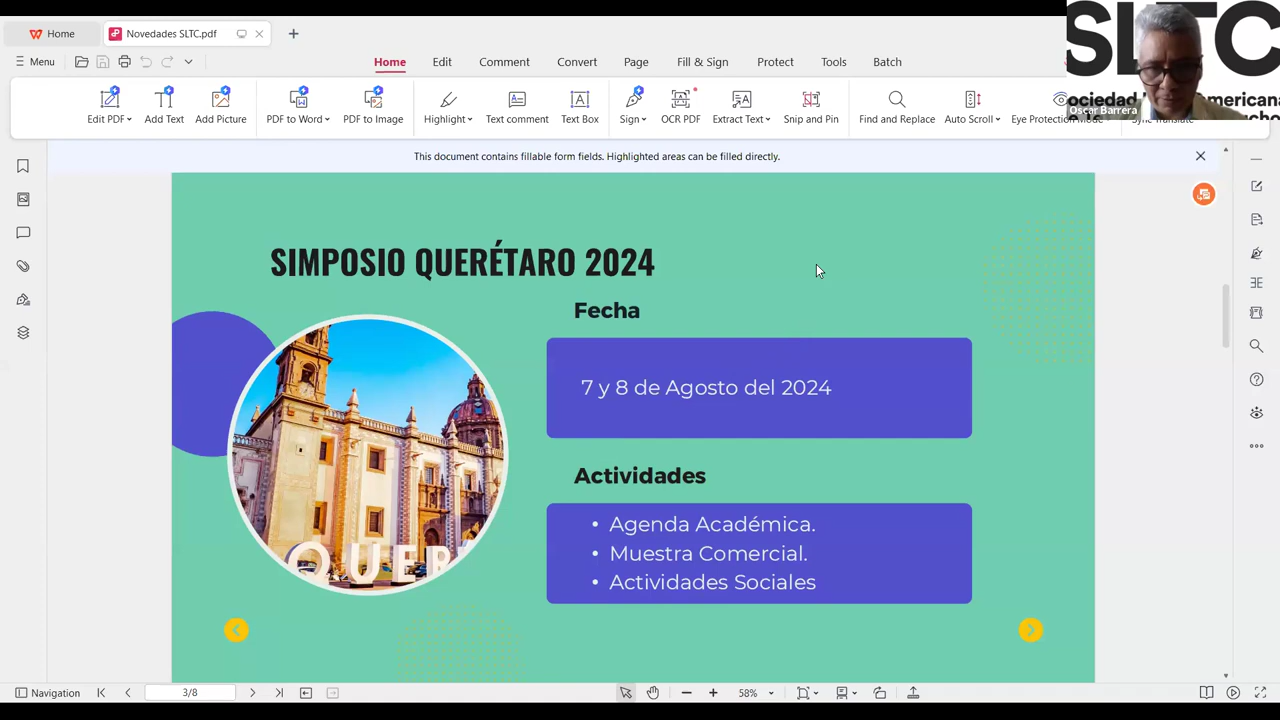 Home
Novedades SLTC.pdf
Menu
Home
Edit
Comment
Convert
Page
Fill & Sign
Protect
Tools
Batch
SLTC
Oscar Barrera
Edit PDF
Add Text
Add Picture
PDF to Word
Highlight
Text comment
Text Box
Sign
OCR PDF
Extract Text
Snip and Pin
Find and Replace
Auto Scroll
Eye Protection Mode
This document contains fillable form fields. Highlighted areas can be filled directly.
SIMPOSIO QUERÉTARO 2024
Fecha
7 y 8 de Agosto del 2024
Actividades
• Agenda Académica.
• Muestra Comercial.
• Actividades Sociales
QUER
Navigation
3/8
58%